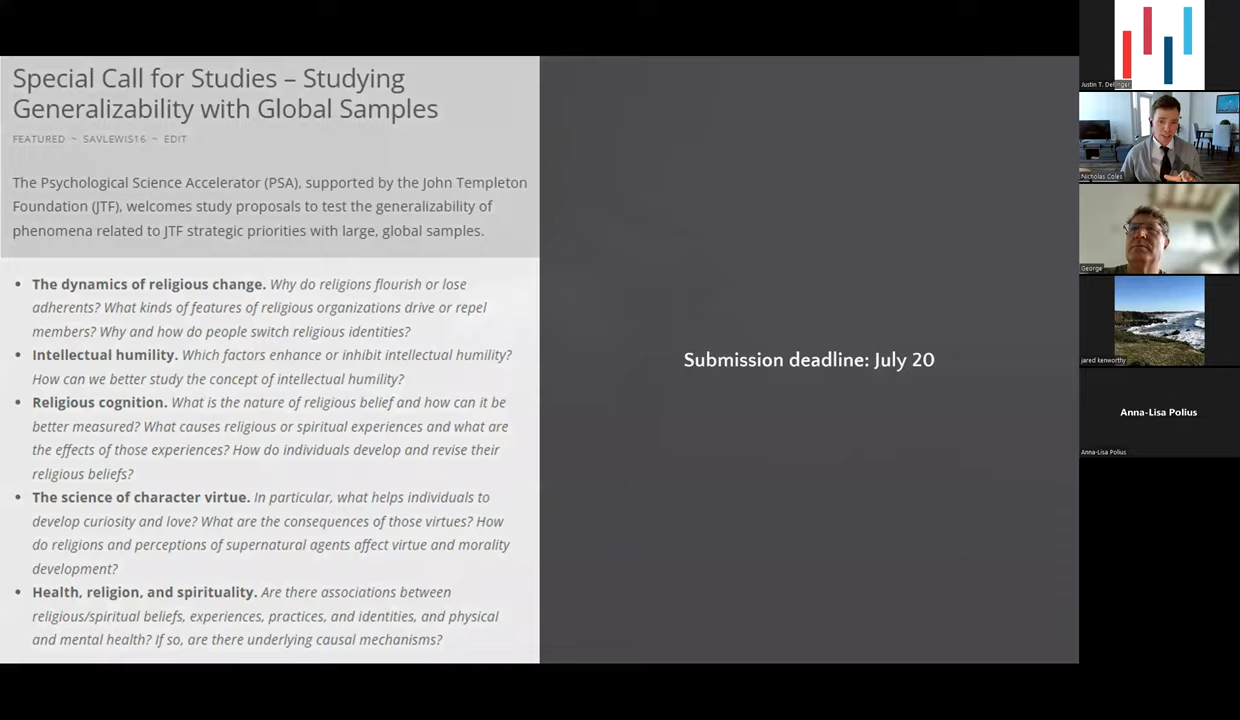 Special Call for Studies – Studying
Generalizability with Global Samples
FEATURED ~ SAVLEWIS16 ~ EDIT
The Psychological Science Accelerator (PSA), supported by the John Templeton
Foundation (JTF), welcomes study proposals to test the generalizability of
phenomena related to JTF strategic priorities with large, global samples.
• The dynamics of religious change. Why do religions flourish or lose
adherents? What kinds of features of religious organizations drive or repel
members? Why and how do people switch religious identities?
• Intellectual humility. Which factors enhance or inhibit intellectual humility?
How can we better study the concept of intellectual humility?
• Religious cognition. What is the nature of religious belief and how can it be
better measured? What causes religious or spiritual experiences and what are
the effects of those experiences? How do individuals develop and revise their
religious beliefs?
• The science of character virtue. In particular, what helps individuals to
develop curiosity and love? What are the consequences of those virtues? How
do religions and perceptions of supernatural agents affect virtue and morality
development?
• Health, religion, and spirituality. Are there associations between
religious/spiritual beliefs, experiences, practices, and identities, and physical
and mental health? If so, are there underlying causal mechanisms?
Submission deadline: July 20
Justin T. Dellinger
Nicholas Coles
George
jared kenworthy
Anna-Lisa Polius
Anna-Lisa Polius